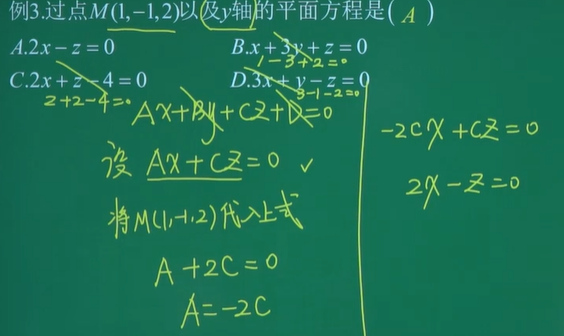 例3.过点M(1,-1,2)以及y轴的平面方程是( A )
A.2x-z=0 B.x+3y+z=0
1-3+2=0
C.2x+z-4=0 D.3x+y-z=0
2+2-4=0 3-1-2=0
Ax+By+Cz+D=0
设 Ax+Cz=0 ✓
将M(1,-1,2)代入上式
A+2C=0
A=-2C
-2Cx+Cz=0
2x-z=0